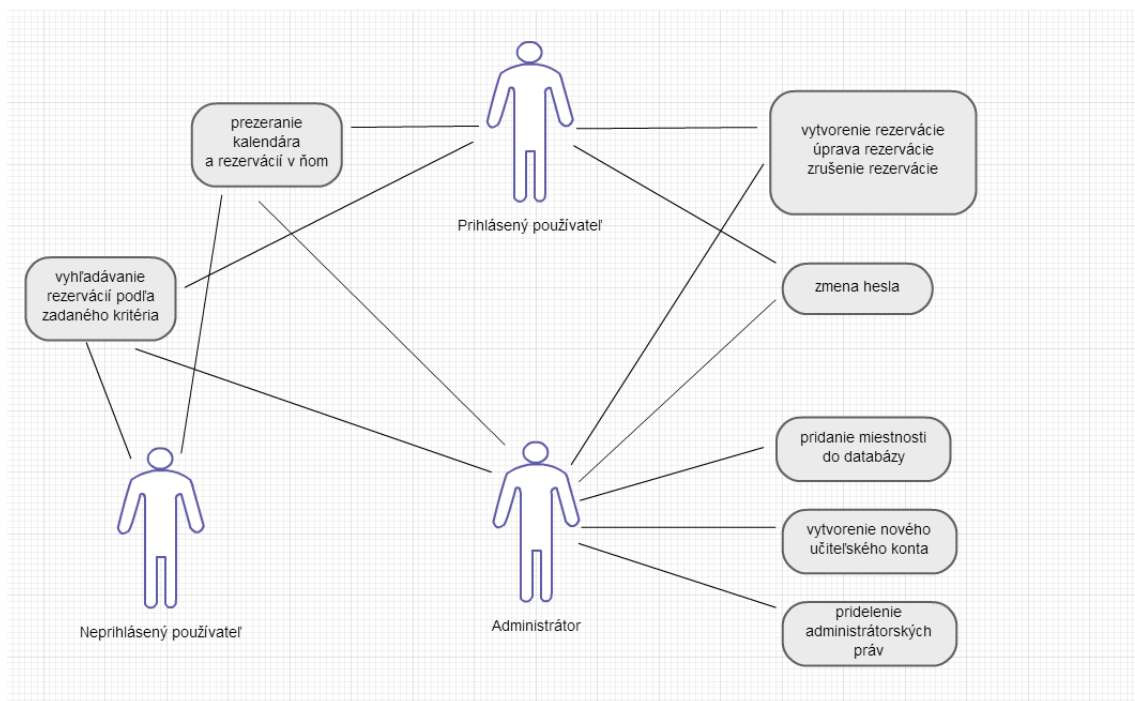 prezeranie
kalendára
a rezervácií v ňom
vytvorenie rezervácie
úprava rezervácie
zrušenie rezervácie
Prihlásený používateľ
vyhľadávanie
rezervácií podľa
zadaného kritéria
zmena hesla
pridanie miestnosti
do databázy
vytvorenie nového
učiteľského konta
pridelenie
administrátorských
práv
Neprihlásený používateľ
Administrátor